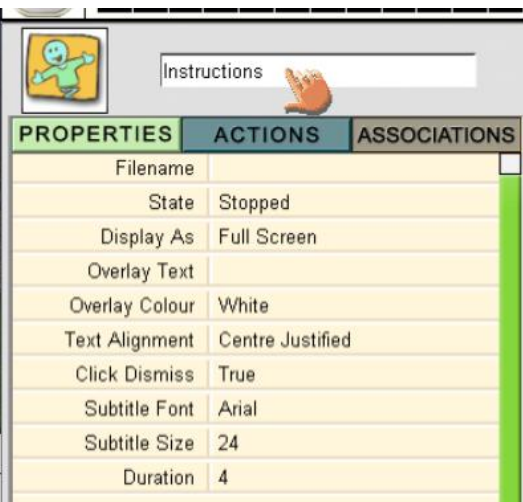 Instructions
PROPERTIES ACTIONS ASSOCIATIONS
Filename
State Stopped
Display As Full Screen
Overlay Text
Overlay Colour White
Text Alignment Centre Justified
Click Dismiss True
Subtitle Font Arial
Subtitle Size 24
Duration 4